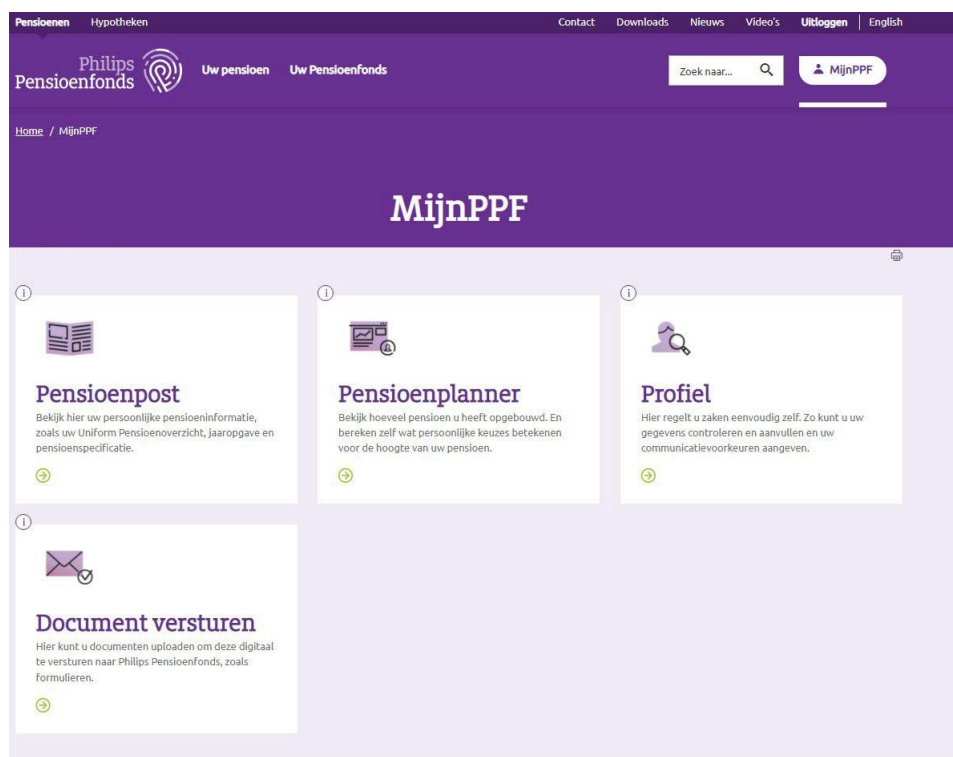 Pensioenen Hypotheken Contact Downloads Nieuws Video's Uitloggen English
Philips
Pensioenfonds
Uw pensioen Uw Pensioenfonds Zoek naar... MijnPPF
Home / MijnPPF
MijnPPF
Pensioenpost
Bekijk hier uw persoonlijke pensioeninformatie,
zoals uw Uniform Pensioenoverzicht, jaaropgave en
pensioenspecificatie.
Pensioenplanner
Bekijk hoeveel pensioen u heeft opgebouwd. En
bereken zelf wat persoonlijke keuzes betekenen
voor de hoogte van uw pensioen.
Profiel
Hier regelt u zaken eenvoudig zelf. Zo kunt u uw
gegevens controleren en aanvullen en uw
communicatievoorkeuren aangeven.
Document versturen
Hier kunt u documenten uploaden om deze digitaal
te versturen naar Philips Pensioenfonds, zoals
formulieren.